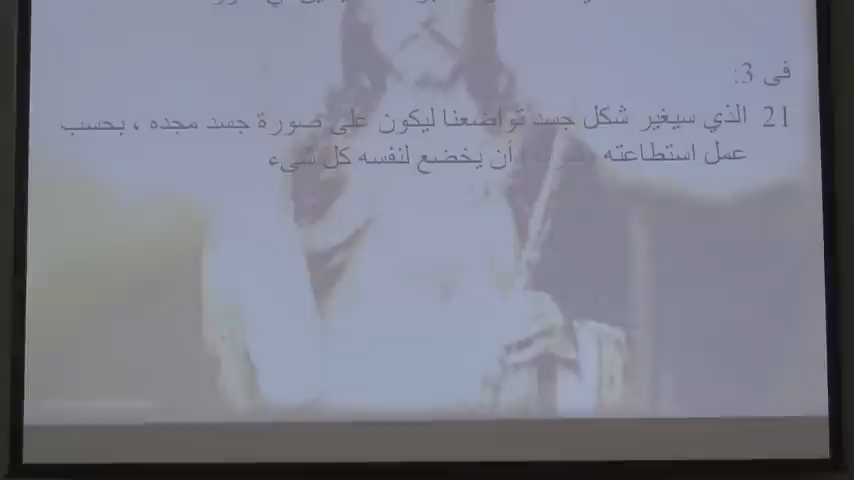 فى 3:
21 الذي سيغير شكل جسد تواضعنا ليكون على صورة جسد مجده ، بحسب
عمل استطاعته أن يخضع لنفسه كل شيء